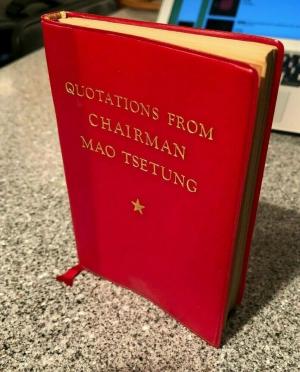 QUOTATIONS FROM
CHAIRMAN
MAO TSETUNG